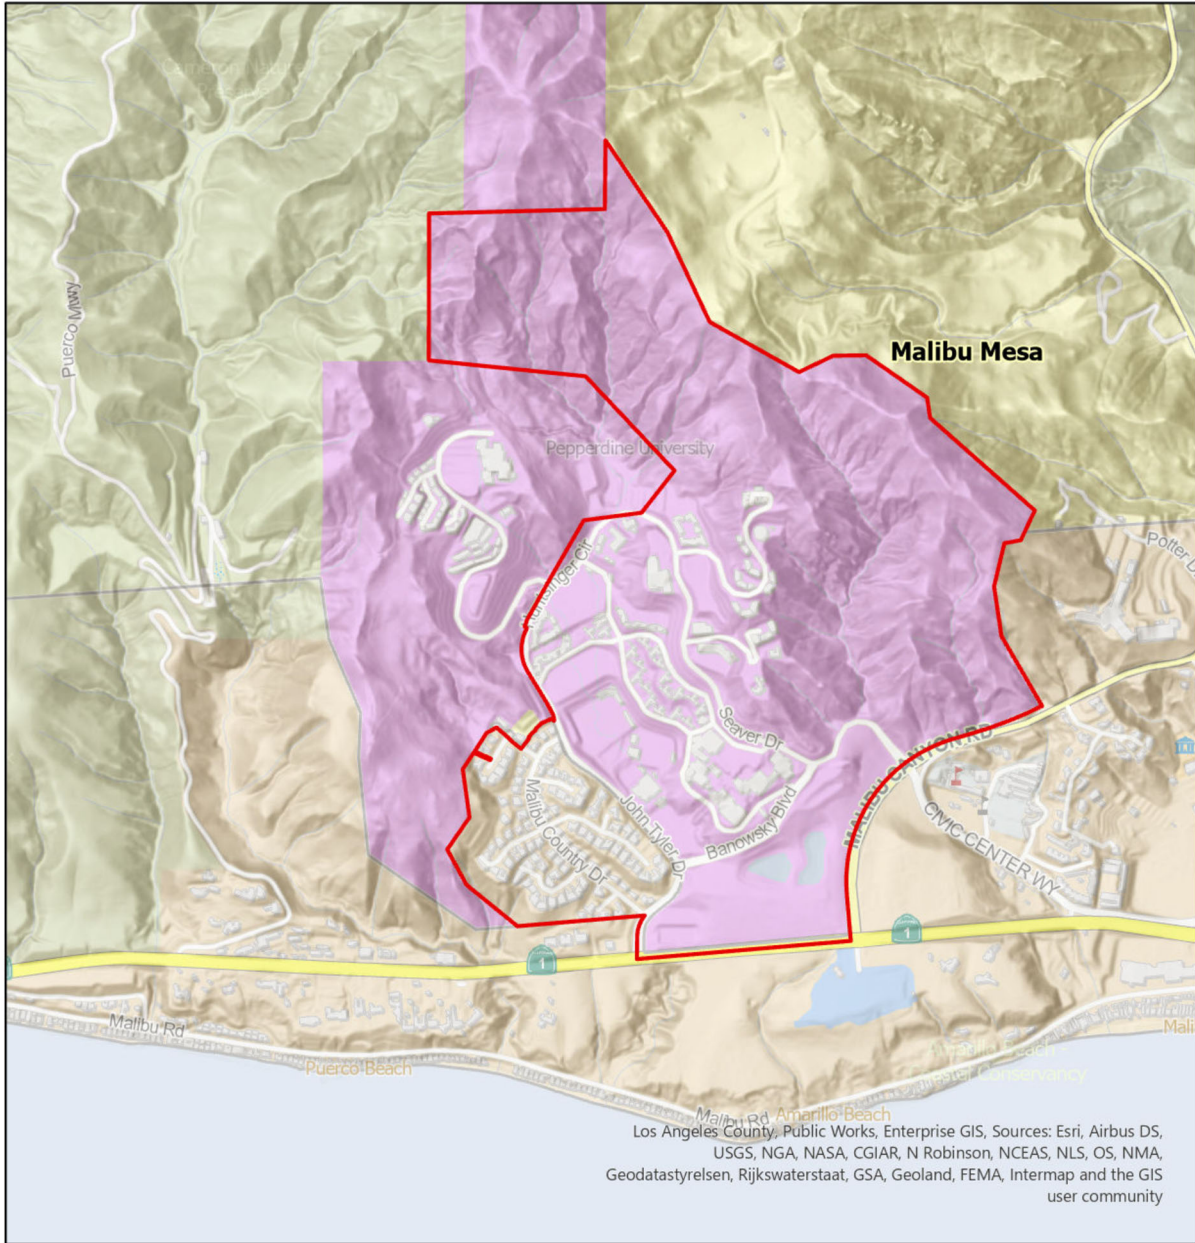 Puerco Mwy
Malibu Mesa
Pepperdine University
Huntsinger Cir
Potter D
Seaver Dr
MALIBU CANYON RD
Malibu Country Dr
John Tyler Dr
Banowsky Blvd
CIVIC CENTER WY
1
1
Malibu Rd
Mali
Puerco Beach
Amarillo Beach -
Coastal Conservancy
Malibu Rd
Amarillo Beach
Los Angeles County, Public Works, Enterprise GIS, Sources: Esri, Airbus DS,
USGS, NGA, NASA, CGIAR, N Robinson, NCEAS, NLS, OS, NMA,
Geodatastyrelsen, Rijkswaterstaat, GSA, Geoland, FEMA, Intermap and the GIS
user community